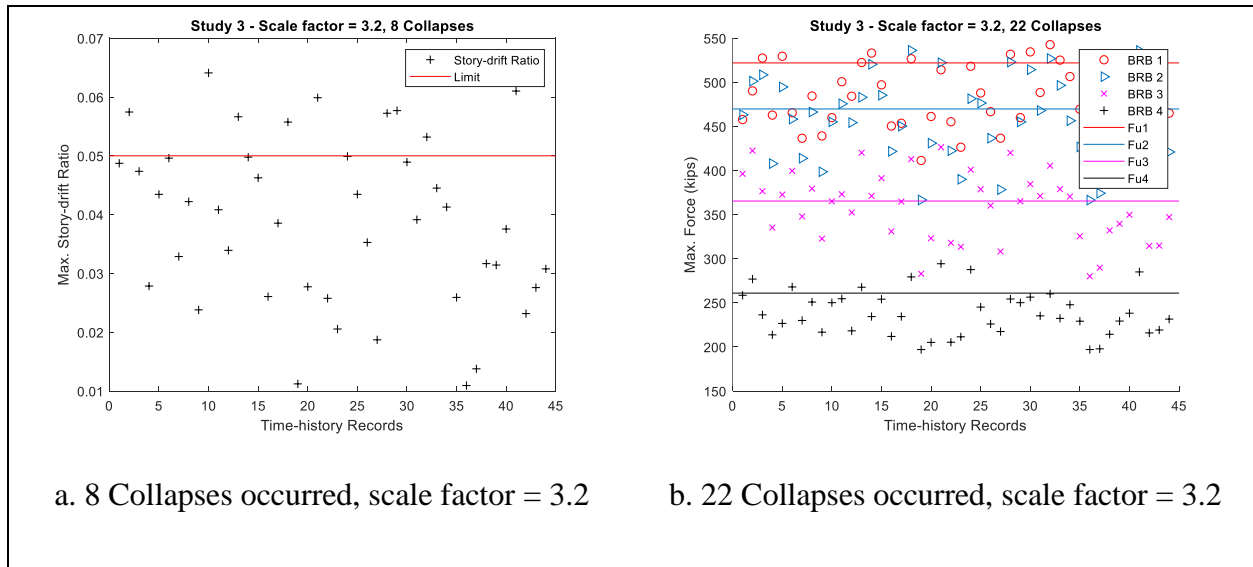 Study 3 - Scale factor = 3.2, 8 Collapses
0.07
0.06
0.05
0.04
0.03
0.02
0.01
Max. Story-drift Ratio
Story-drift Ratio
Limit
0 5 10 15 20 25 30 35 40 45
Time-history Records
a. 8 Collapses occurred, scale factor = 3.2
Study 3 - Scale factor = 3.2, 22 Collapses
550
500
450
400
350
300
250
200
150
Max. Force (kips)
BRB 1
BRB 2
BRB 3
BRB 4
Fu1
Fu2
Fu3
Fu4
0 5 10 15 20 25 30 35 40 45
Time-history Records
b. 22 Collapses occurred, scale factor = 3.2